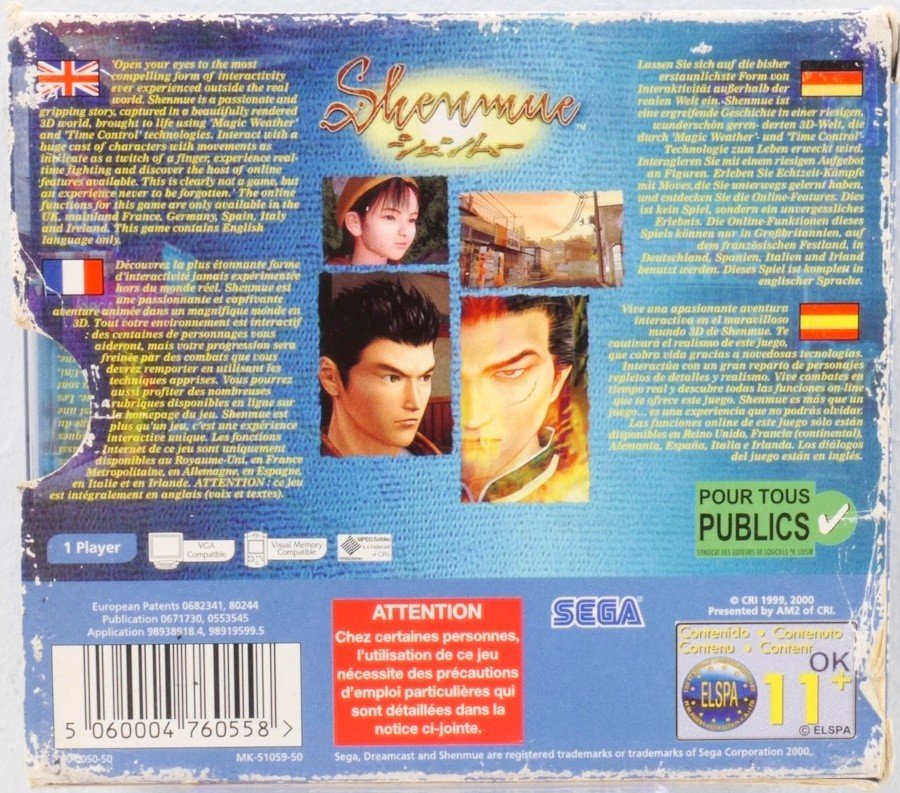 'Open your eyes to the most
compelling form of interactivity
ever experienced outside the real
world. Shenmue is a passionate and
gripping story, captured in a beautifully rendered
3D world, brought to life using 'Magic Weather'
and 'Time Control' technologies. Interact with a
huge cast of characters with movements as
intricate as a twitch of a finger, experience real-
time fighting and discover the host of online
features available. This is clearly not a game, but
an experience never to be forgotten.' The online
functions for this game are only available in the
UK, mainland France, Germany, Spain, Italy
and Ireland. This game contains English
language only.
Découvrez la plus étonnante forme
d'interactivité jamais expérimentée
hors du monde réel. Shenmue est
une passionnante et captivante
aventure animée dans un magnifique monde en
3D. Tout votre environnement est interactif
: des centaines de personnages vous
aideront, mais votre progression sera
freinée par des combats que vous
devrez remporter en utilisant les
techniques apprises. Vous pourrez
aussi profiter des nombreuses
rubriques disponibles en ligne sur
la homepage du jeu. Shenmue est
plus qu'un jeu, c'est une expérience
interactive unique. Les fonctions
Internet de ce jeu sont uniquement
disponibles au Royaume-Uni, en France
Metropolitaine, en Allemagne, en Espagne,
en Italie et en Irlande. ATTENTION : ce jeu
est intégralement en anglais (voix et textes).
Shenmue™
シェンムー
Lassen Sie sich auf die bisher
erstaunlichste Form von
Interaktivität außerhalb der
realen Welt ein. Shenmue ist
eine ergreifende Geschichte in einer riesigen,
wunderschön geren- derten 3D-Welt, die
durch 'Magic Weather'- und 'Time Control'-
Technologie zum Leben erweckt wird.
Interagieren Sie mit einem riesigen Aufgebot
an Figuren. Erleben Sie Echtzeit-Kämpfe
mit Moves, die Sie unterwegs gelernt haben,
und entdecken Sie die Online-Features. Dies
ist kein Spiel, sondern ein unvergessliches
Erlebnis. Die Online-Funktionen dieses
Spiels können nur in Großbritannien, auf
dem französischen Festland, in
Deutschland, Spanien, Italien und Irland
benutzt werden. Dieses Spiel ist komplett in
englischer Sprache.
Vive una apasionante aventura
interactiva en el maravilloso
mundo 3D de Shenmue. Te
cautivará el realismo de este juego,
que cobra vida gracias a novedosas tecnologías.
Interactúa con un gran reparto de personajes
repletos de detalles y realismo. Vive combates en
tiempo real y descubre todas las funciones on-line
que te ofrece este juego. Shenmue es más que un
juego... es una experiencia que no podrás olvidar.
Las funciones online de este juego sólo están
disponibles en Reino Unido, Francia (continental),
Alemania, España, Italia e Irlanda. Los diálogos
del juego están en inglés.
POUR TOUS
PUBLICS
SYNDICAT DES EDITEURS DE LOGICIELS DE LOISIR
1 Player
VGA
Compatible
Visual Memory
Compatible
MPEG Sofdec
is a trademark
of CRI
European Patents 0682341, 80244
Publication 0671730, 0553545
Application 98938918.4, 98919599.5
5 060004 760558 >
-0050-50
MK-51059-50
ATTENTION
Chez certaines personnes,
l'utilisation de ce jeu
nécessite des précautions
d'emploi particulières qui
sont détaillées dans la
notice ci-jointe.
SEGA®
© CRI 1999, 2000
Presented by AM2 of CRI.
Contenido • Contenuto
Contenu • Content
OK
ELSPA
11+
© ELSPA
Sega, Dreamcast and Shenmue are registered trademarks or trademarks of Sega Corporation 2000.